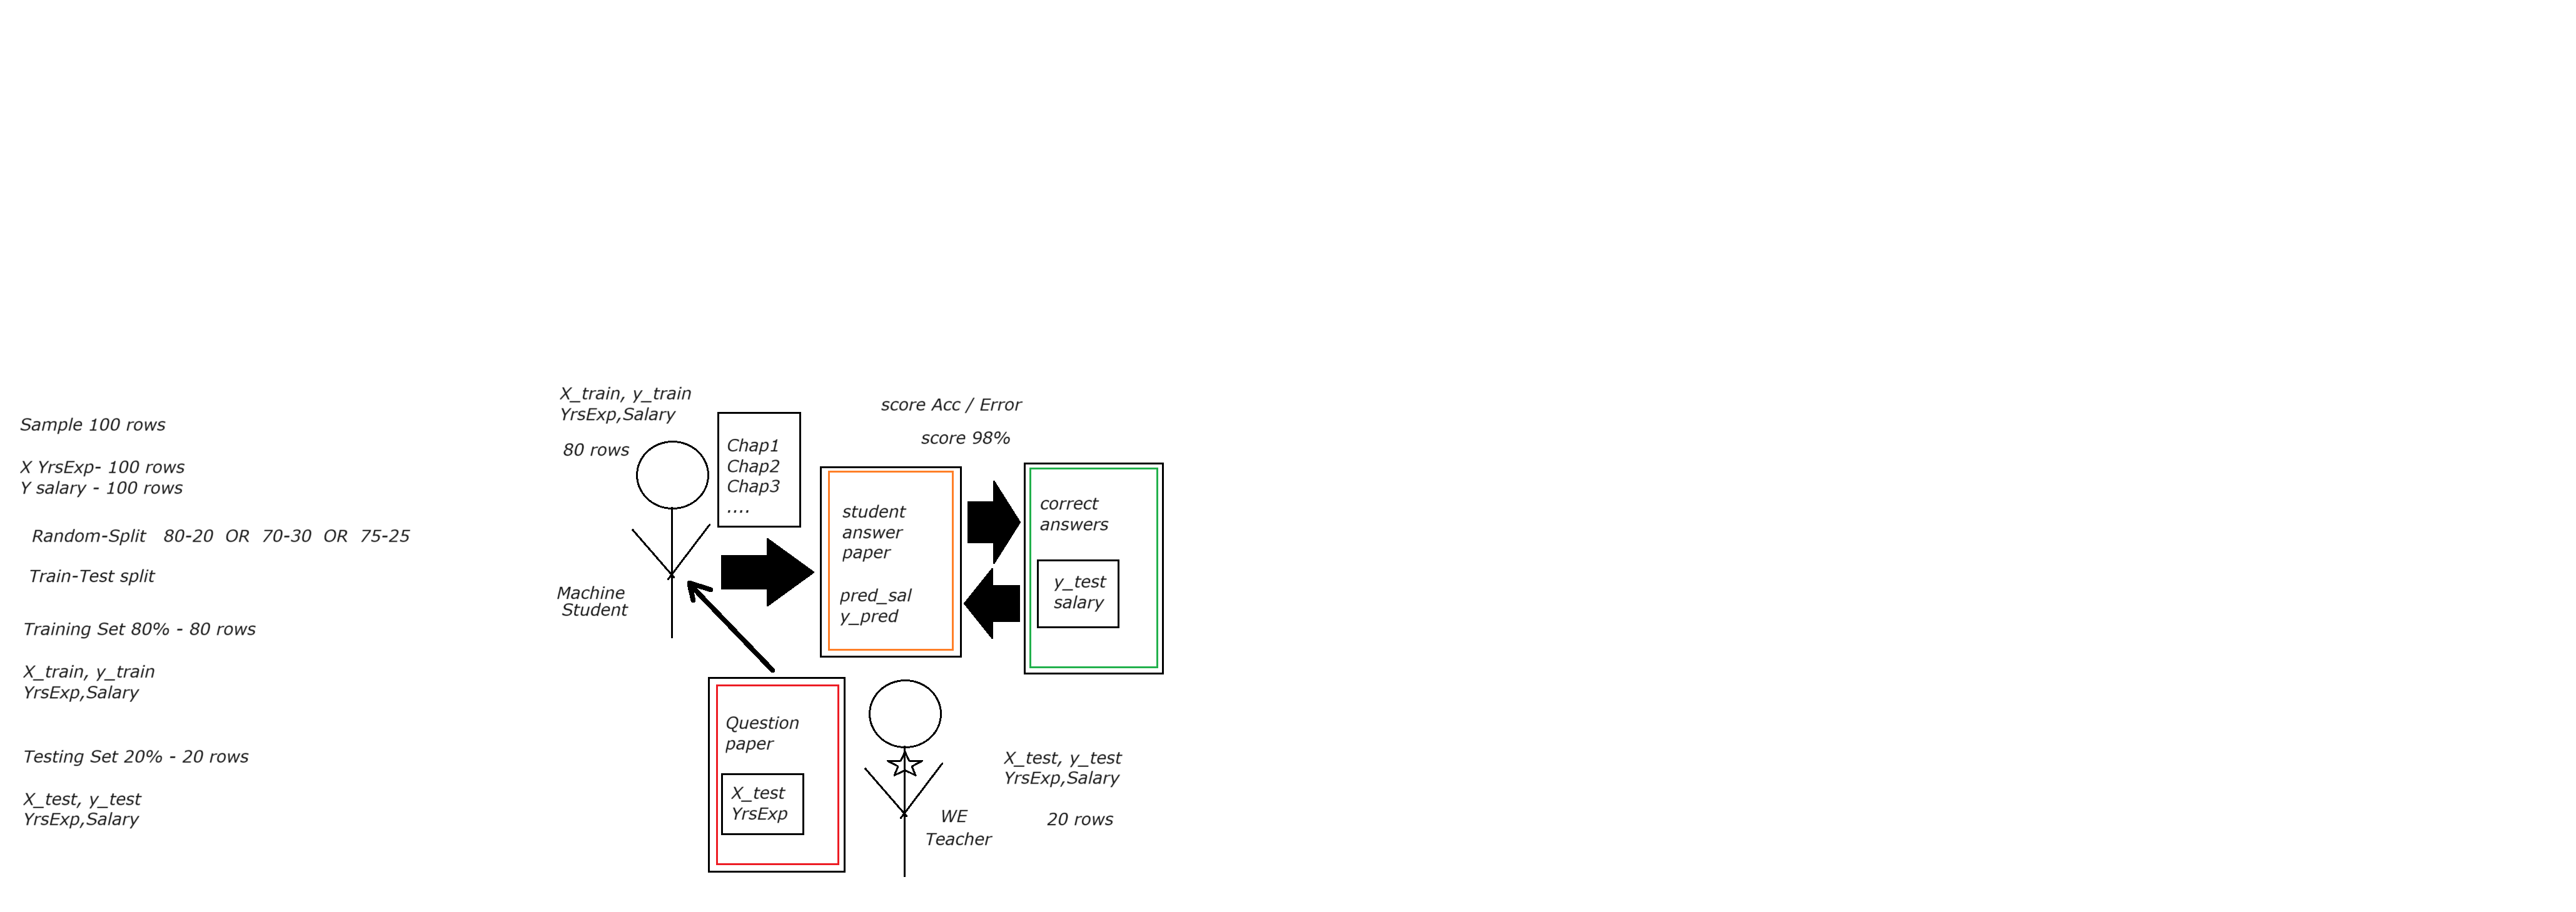 Sample 100 rows
X YrsExp- 100 rows
Y salary - 100 rows
Random-Split   80-20  OR  70-30  OR  75-25
Train-Test split
Training Set 80% - 80 rows
X_train, y_train
YrsExp,Salary
Testing Set 20% - 20 rows
X_test, y_test
YrsExp,Salary
X_train, y_train
YrsExp,Salary
80 rows
Chap1
Chap2
Chap3
....
Machine
Student
Question
paper
X_test
YrsExp
student
answer
paper
pred_sal
y_pred
score Acc / Error
score 98%
correct
answers
y_test
salary
WE
Teacher
X_test, y_test
YrsExp,Salary
20 rows